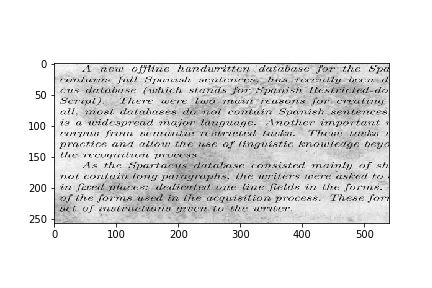 A new offline handwritten database for the Spa
contains full Spanish sentences, has recently been d
cus database (which stands for Spanish Restricted-do
Script). There were two main reasons for creating
all, most databases do not contain Spanish sentences
is a widespread major language. Another important
corpus from semantic restricted tasks. These tasks
practice and allow the use of linguistic knowledge beyo
the recognition process.
As the Spartacus database consisted mainly of sh
not contain long paragraphs, the writers were asked to
in fixed places: dedicated one line fields in the forms.
of the forms used in the acquisition process. These for
set of instructions given to the writer.
0
50
100
150
200
250
0 100 200 300 400 500